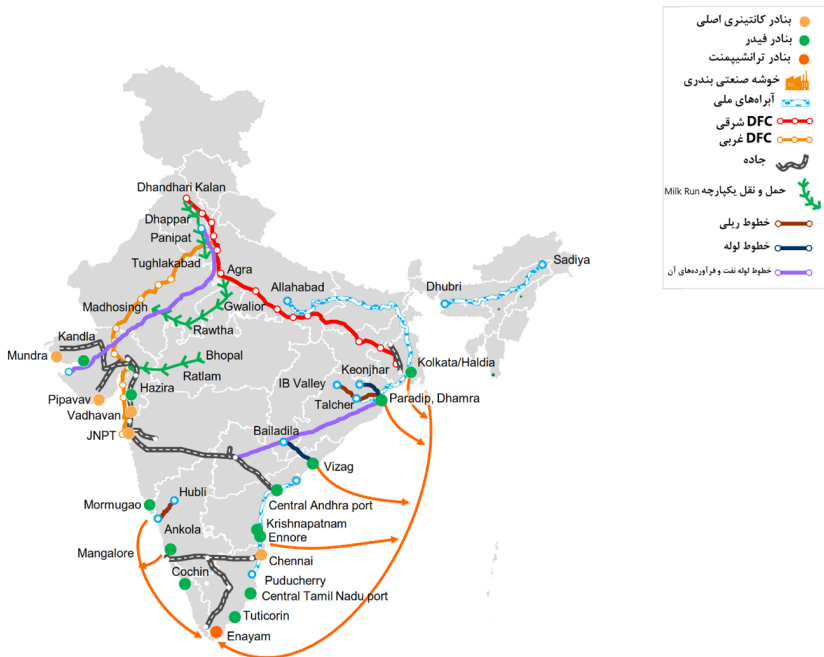 بنادر کانتینری اصلی
بنادر فیدر
بنادر ترانشیپمنت
خوشه صنعتی بندری
آبراه‌های ملی
DFC شرقی
DFC غربی
جاده
حمل و نقل یکپارچه Milk Run
خطوط ریلی
خطوط لوله
خطوط لوله نفت و فرآورده‌های آن
Dhandhari Kalan
Dhappar
Panipat
Tughlakabad
Agra
Sadiya
Dhubri
Allahabad
Madhosingh
Gwalior
Rawtha
Kandla
Mundra
Bhopal
Ratlam
Kolkata/Haldia
Keonjhar
IB Valley
Hazira
Pipavav
Talcher
Paradip, Dhamra
Vadhavan
JNPT
Bailadila
Vizag
Hubli
Mormugao
Central Andhra port
Ankola
Krishnapatnam
Ennore
Mangalore
Chennai
Cochin
Puducherry
Central Tamil Nadu port
Tuticorin
Enayam